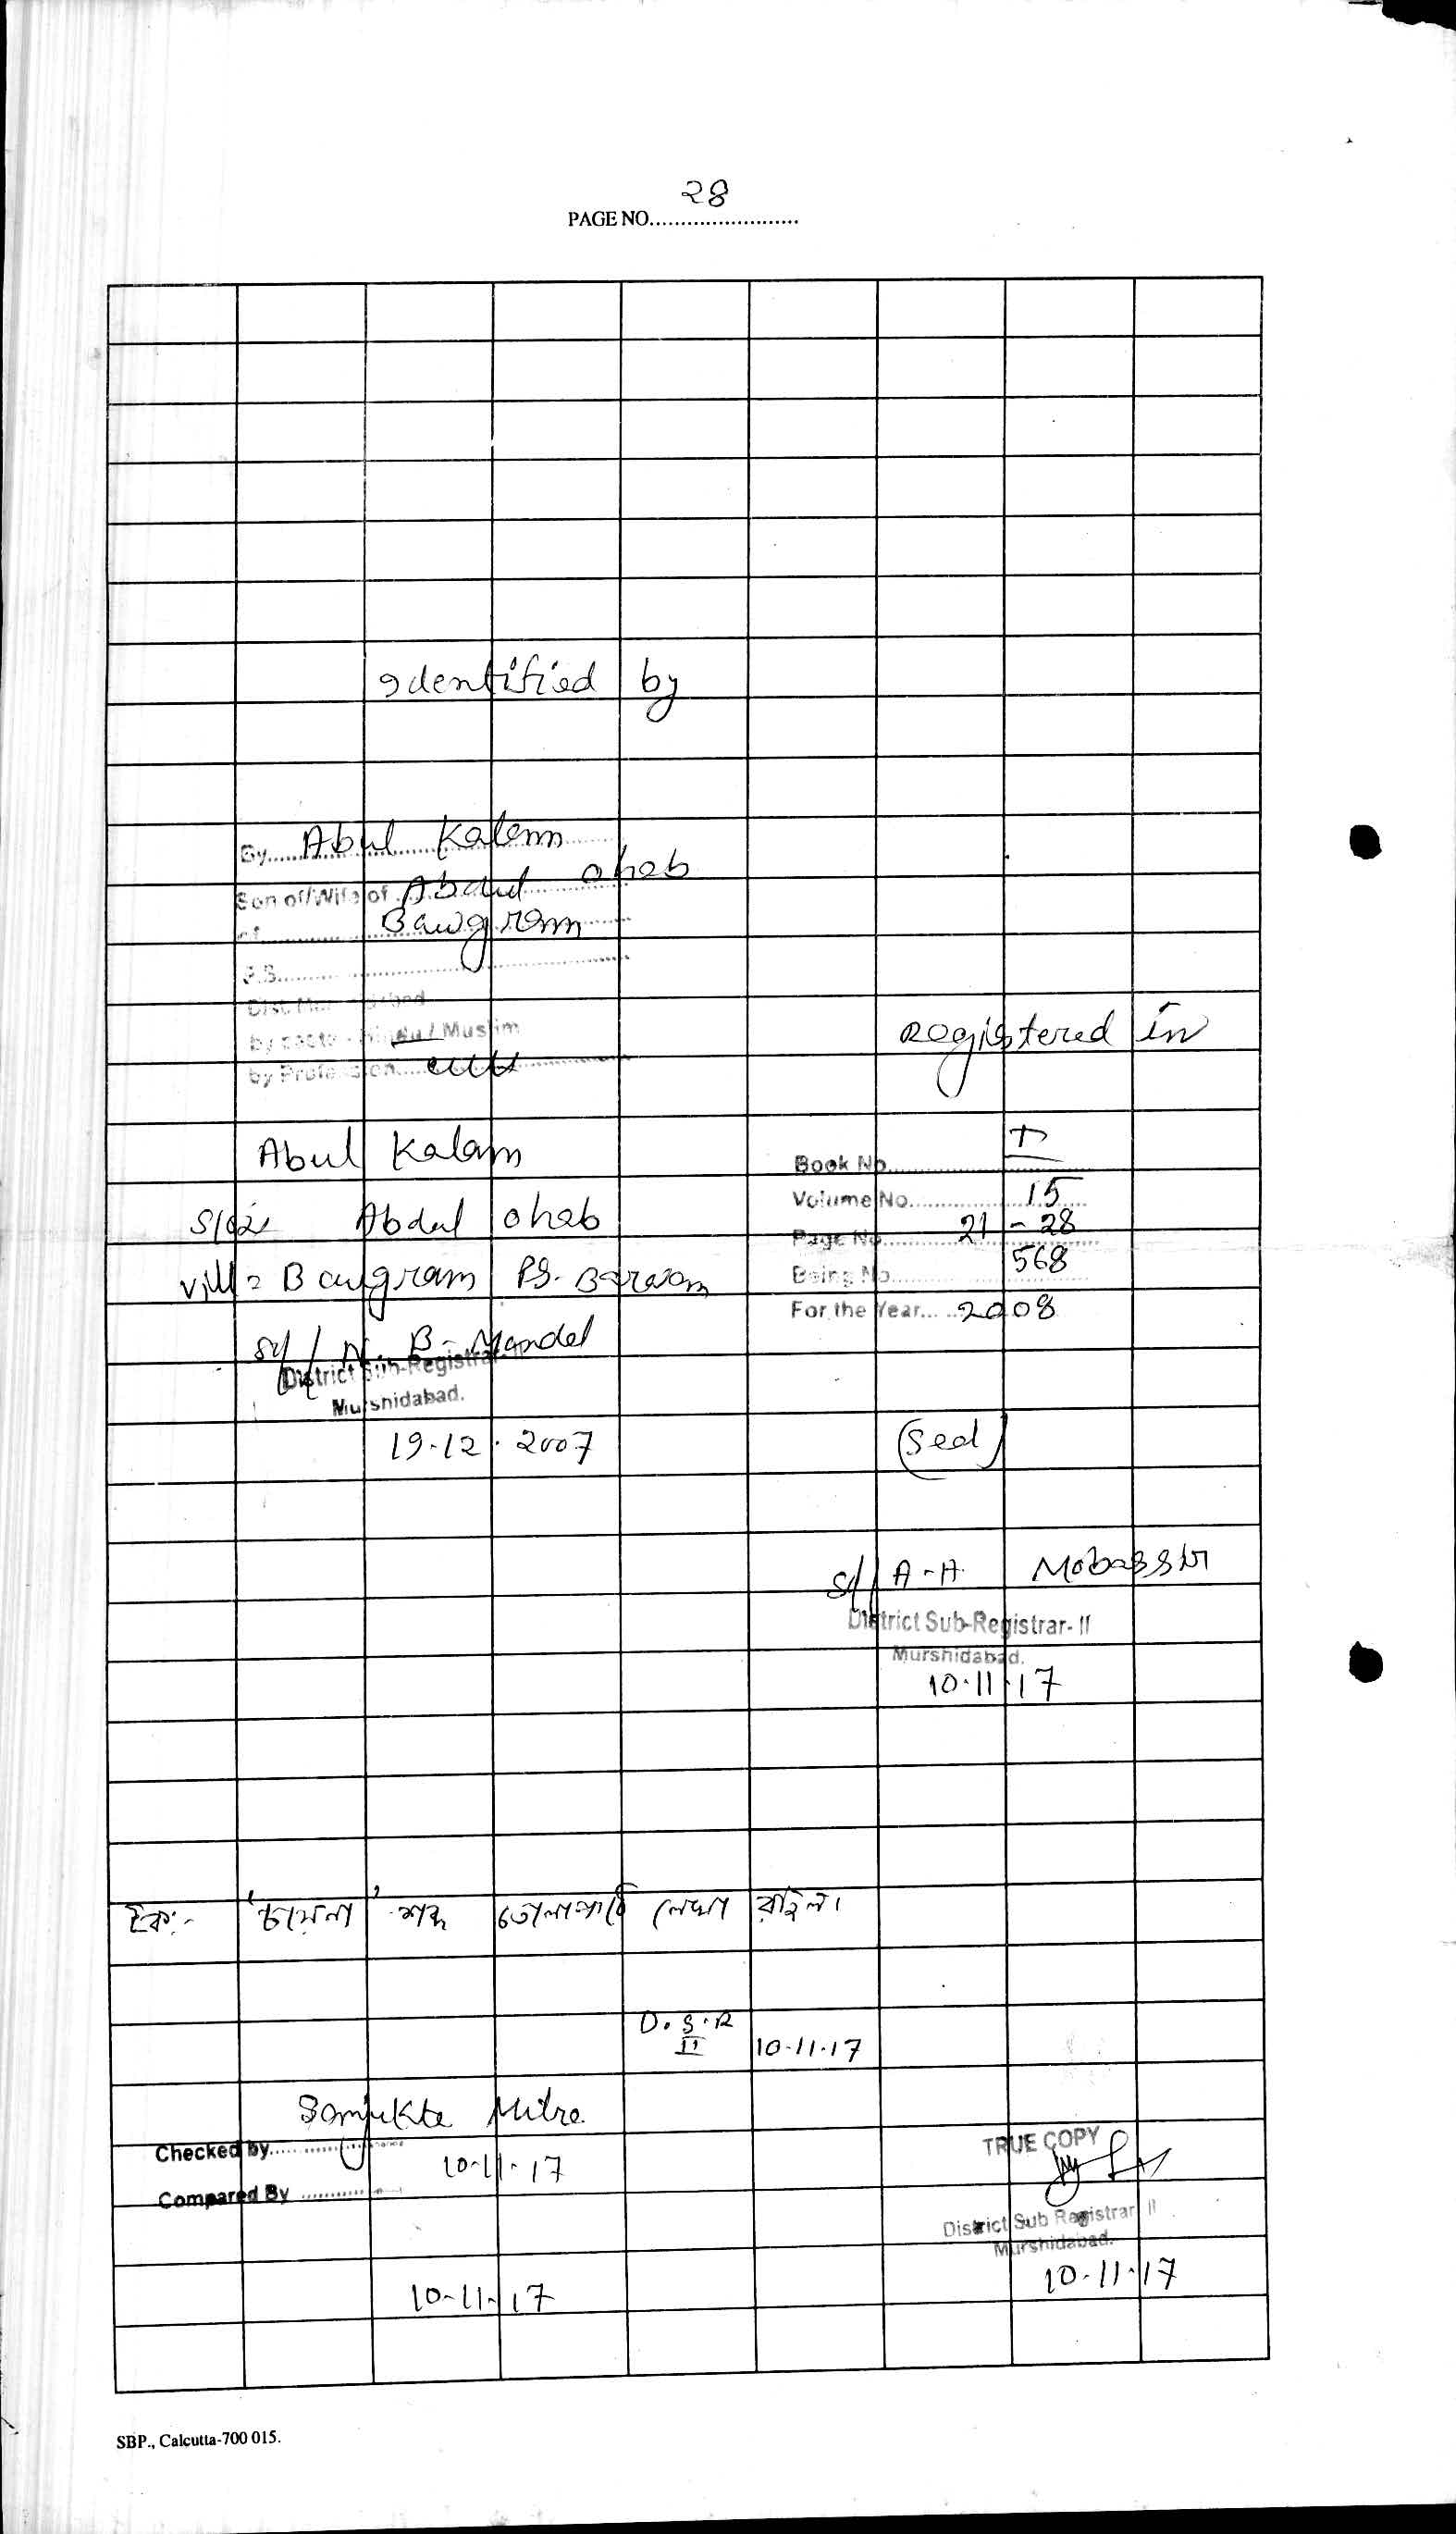 28
PAGE NO........................
Identified by
By...... Abul Kalam
Son of/Wife of Abdul ohab
of........ Baugram
P.S.........
Dist. Murshidabad
by caste - Hindu / Muslim
by Profession......
Registered in
Abul Kalam
Book No.......... I
S/o Abdul ohab
Volume No.......... 15
Page No.......... 21 - 28
vill = Baugram PS. Barwan
Being No.......... 568
For the Year..... 2008
Sd/ N. B. Mandal
District Sub-Registrar-II
Murshidabad.
19-12-2007
(Seal)
Sd/ A-A. Mobassir
District Sub-Registrar-II
Murshidabad.
10.11.17
'চায়েনা' শব্দ তোলাপাঠে লেখা রহিল।
D.S.R
II 10-11-17
Sanjukta Mitra
Checked by...........
10-11-17
Compared By ...........
TRUE COPY
District Sub Registrar II
Murshidabad.
10-11-17
10-11-17
SBP., Calcutta-700 015.